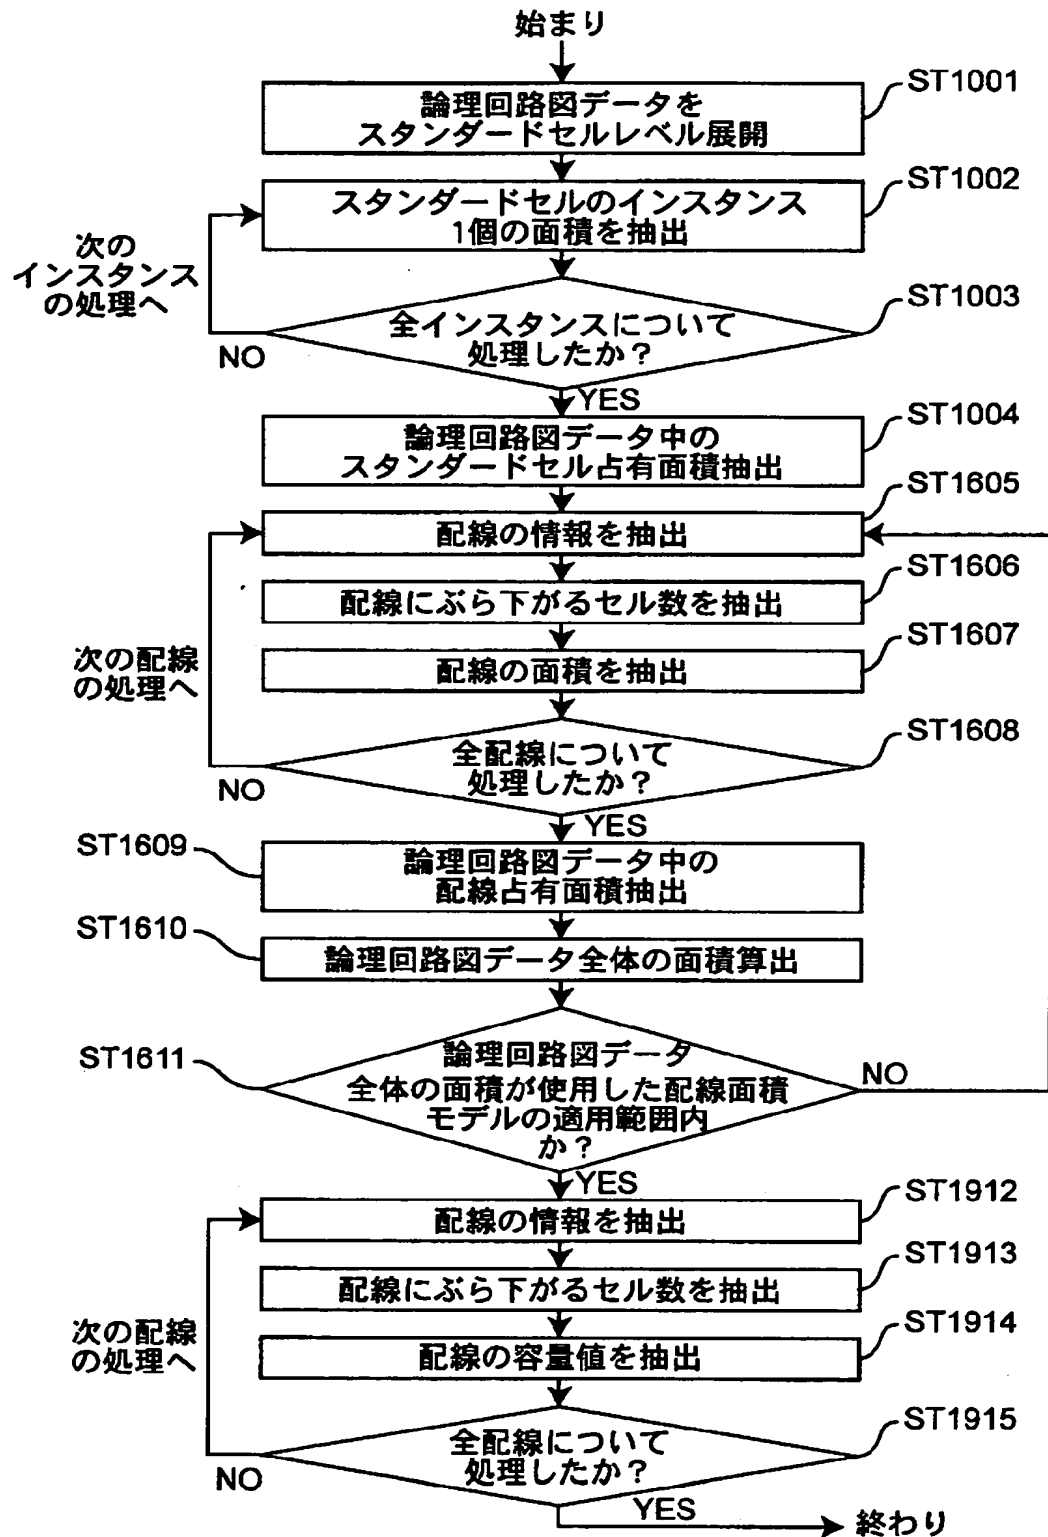 始まり
ST1001
論理回路図データを
スタンダードセルレベル展開
ST1002
スタンダードセルのインスタンス
1個の面積を抽出
次の
インスタンス
の処理へ
ST1003
全インスタンスについて
処理したか？
NO
YES
ST1004
論理回路図データ中の
スタンダードセル占有面積抽出
ST1605
配線の情報を抽出
ST1606
配線にぶら下がるセル数を抽出
ST1607
配線の面積を抽出
次の配線
の処理へ
ST1608
全配線について
処理したか？
NO
YES
ST1609
論理回路図データ中の
配線占有面積抽出
ST1610
論理回路図データ全体の面積算出
ST1611
論理回路図データ
全体の面積が使用した配線面積
モデルの適用範囲内
か？
NO
YES
ST1912
配線の情報を抽出
ST1913
配線にぶら下がるセル数を抽出
ST1914
配線の容量値を抽出
次の配線
の処理へ
ST1915
全配線について
処理したか？
NO
YES
終わり